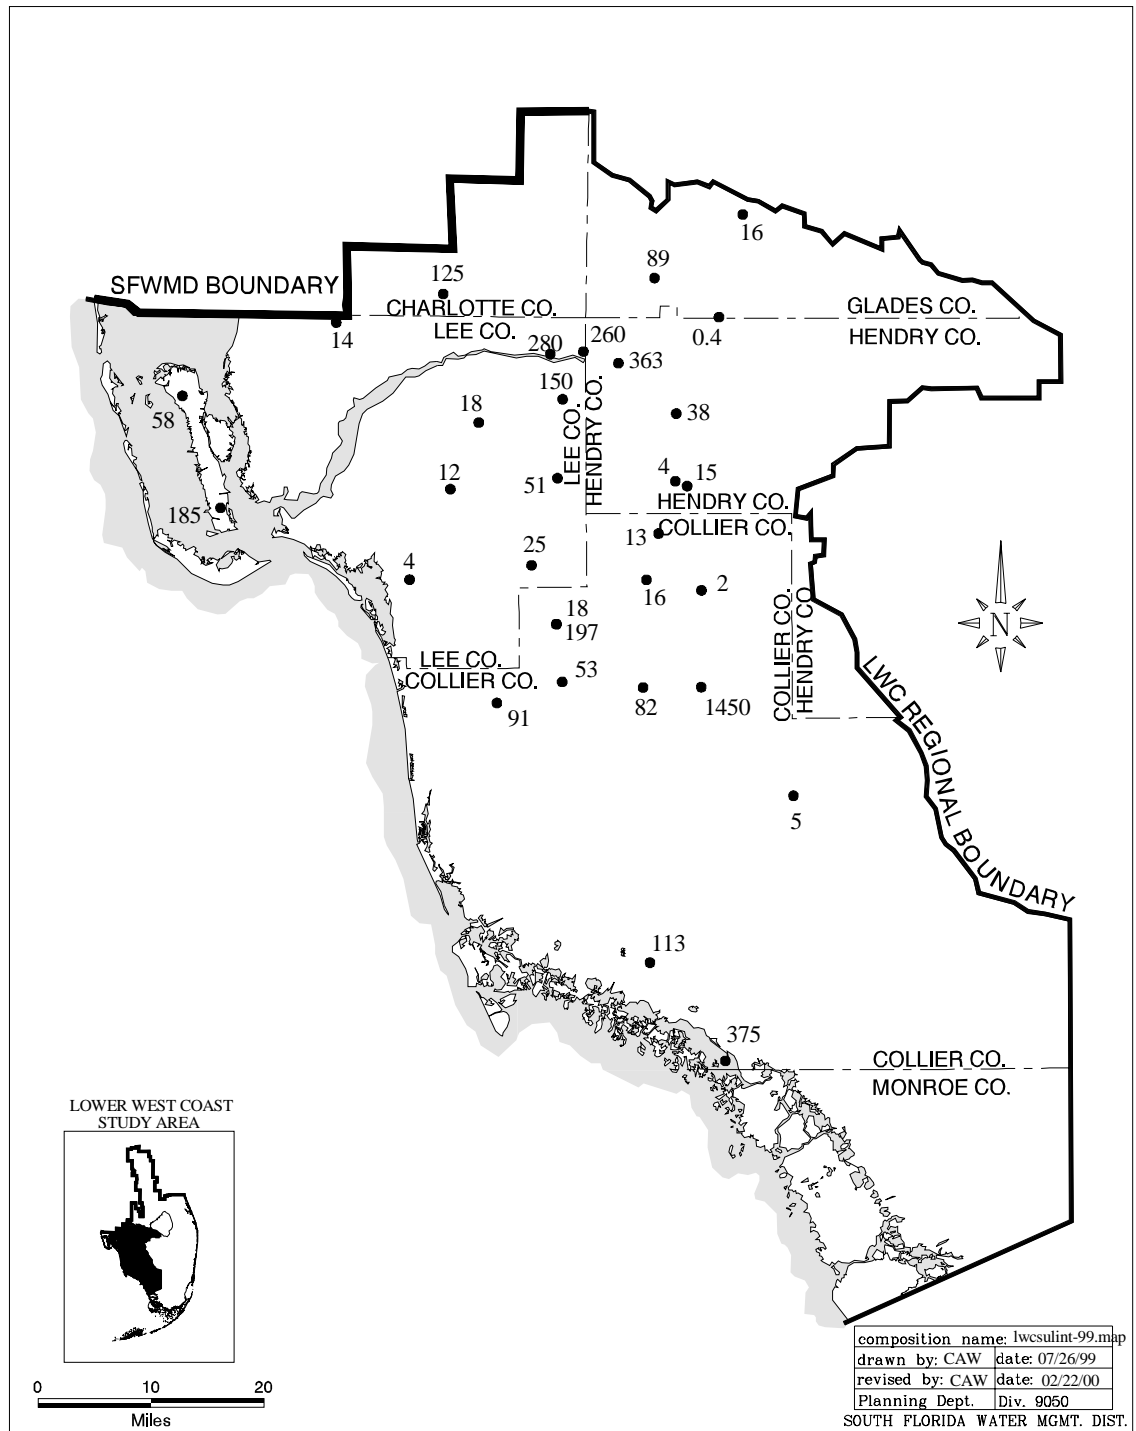 16
89
125
SFWMD BOUNDARY
CHARLOTTE CO.
LEE CO.
14
GLADES CO.
HENDRY CO.
0.4
280
260
363
150
58
18
38
LEE CO.
HENDRY CO.
12
51
4
15
185
HENDRY CO.
COLLIER CO.
13
25
4
16
2
18
197
COLLIER CO.
HENDRY CO.
LEE CO.
COLLIER CO.
53
91
82
1450
N
LWC REGIONAL BOUNDARY
5
113
375
COLLIER CO.
MONROE CO.
LOWER WEST COAST
STUDY AREA
0 10 20
Miles
composition name: lwcsulint-99.map
drawn by: CAW date: 07/26/99
revised by: CAW date: 02/22/00
Planning Dept. Div. 9050
SOUTH FLORIDA WATER MGMT. DIST.